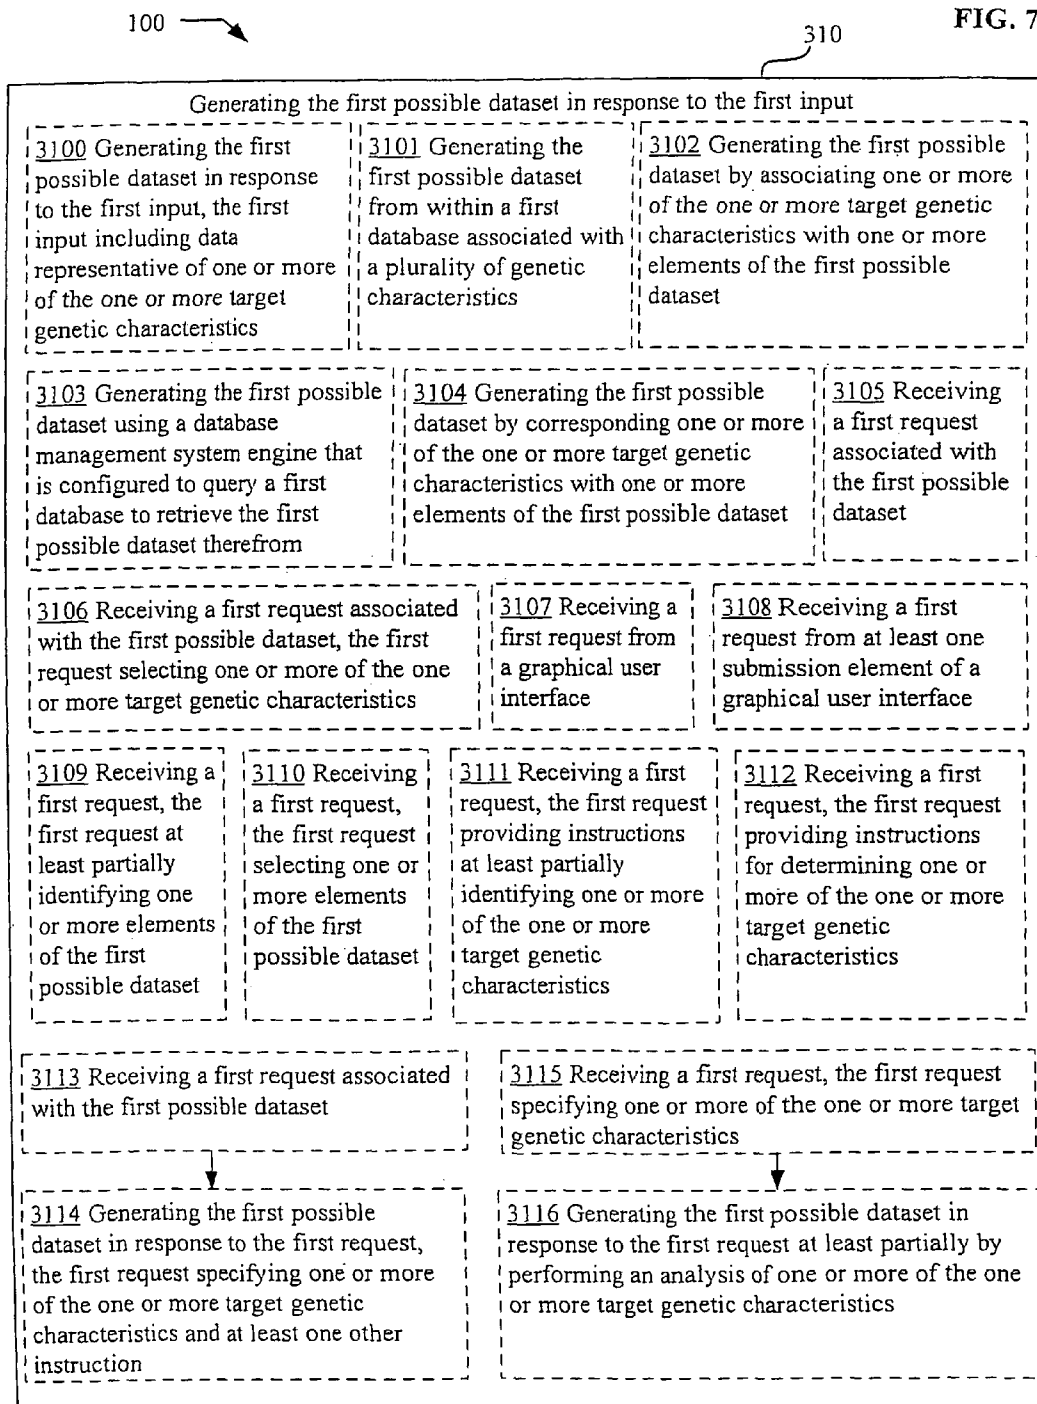 100
FIG. 7
310
Generating the first possible dataset in response to the first input
3100 Generating the first
possible dataset in response
to the first input, the first
input including data
representative of one or more
of the one or more target
genetic characteristics
3101 Generating the
first possible dataset
from within a first
database associated with
a plurality of genetic
characteristics
3102 Generating the first possible
dataset by associating one or more
of the one or more target genetic
characteristics with one or more
elements of the first possible
dataset
3103 Generating the first possible
dataset using a database
management system engine that
is configured to query a first
database to retrieve the first
possible dataset therefrom
3104 Generating the first possible
dataset by corresponding one or more
of the one or more target genetic
characteristics with one or more
elements of the first possible dataset
3105 Receiving
a first request
associated with
the first possible
dataset
3106 Receiving a first request associated
with the first possible dataset, the first
request selecting one or more of the one
or more target genetic characteristics
3107 Receiving a
first request from
a graphical user
interface
3108 Receiving a first
request from at least one
submission element of a
graphical user interface
3109 Receiving a
first request, the
first request at
least partially
identifying one
or more elements
of the first
possible dataset
3110 Receiving
a first request,
the first request
selecting one or
more elements
of the first
possible dataset
3111 Receiving a first
request, the first request
providing instructions
at least partially
identifying one or more
of the one or more
target genetic
characteristics
3112 Receiving a first
request, the first request
providing instructions
for determining one or
more of the one or more
target genetic
characteristics
3113 Receiving a first request associated
with the first possible dataset
3115 Receiving a first request, the first request
specifying one or more of the one or more target
genetic characteristics
3114 Generating the first possible
dataset in response to the first request,
the first request specifying one or more
of the one or more target genetic
characteristics and at least one other
instruction
3116 Generating the first possible dataset in
response to the first request at least partially by
performing an analysis of one or more of the one
or more target genetic characteristics